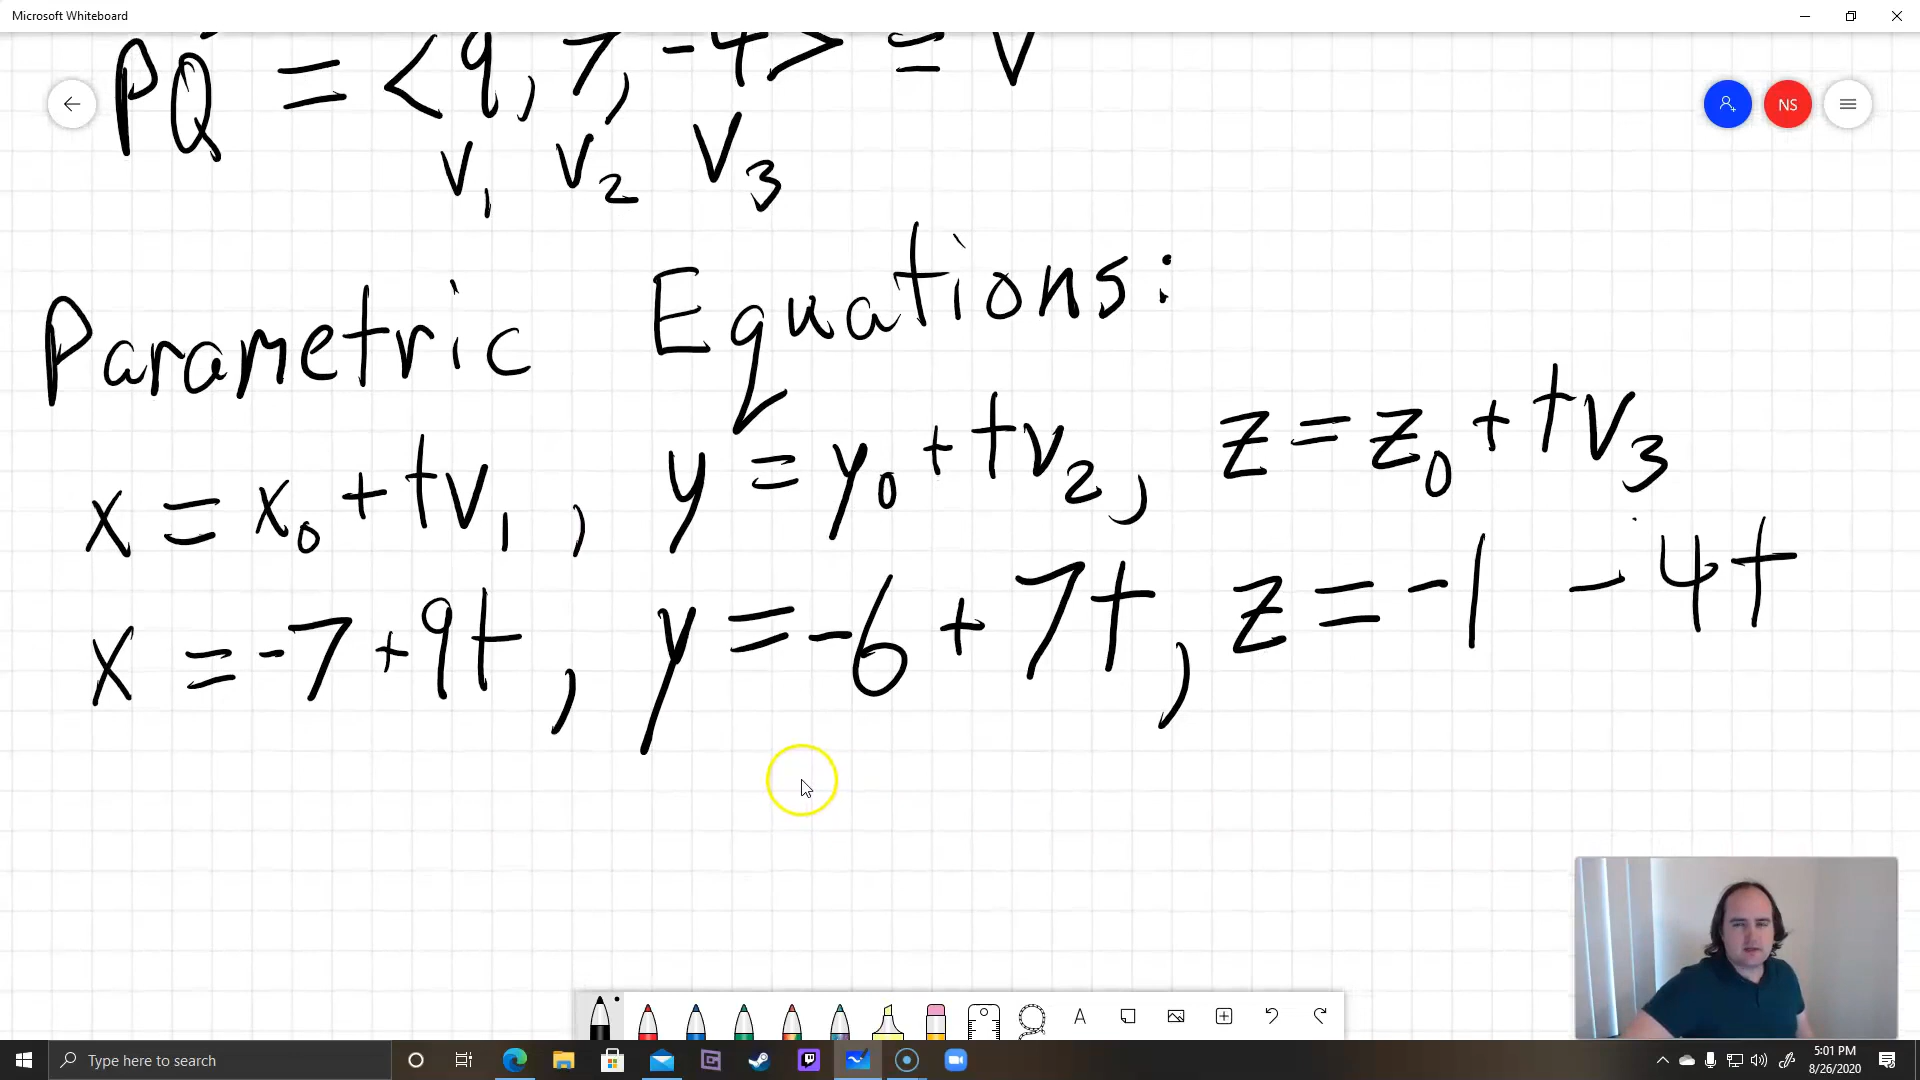 Microsoft Whiteboard
PQ = <9, 7, -4> = V
V1 V2 V3
NS
Parametric Equations:
x = x0 + tv1, y = y0 + tv2, z = z0 + tv3
x = -7 + 9t, y = -6 + 7t, z = -1 - 4t
A
Type here to search
5:01 PM
8/26/2020